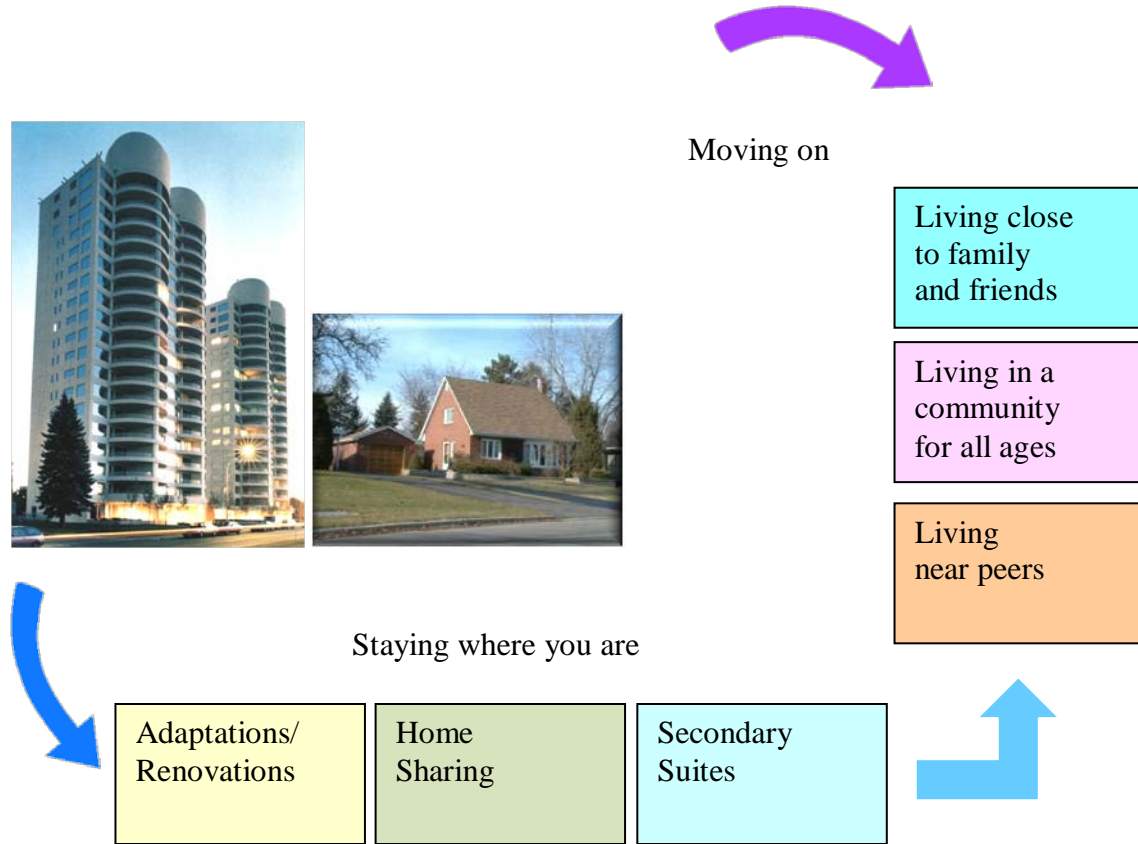 Moving on
Living close
to family
and friends
Living in a
community
for all ages
Living
near peers
Staying where you are
Adaptations/
Renovations
Home
Sharing
Secondary
Suites